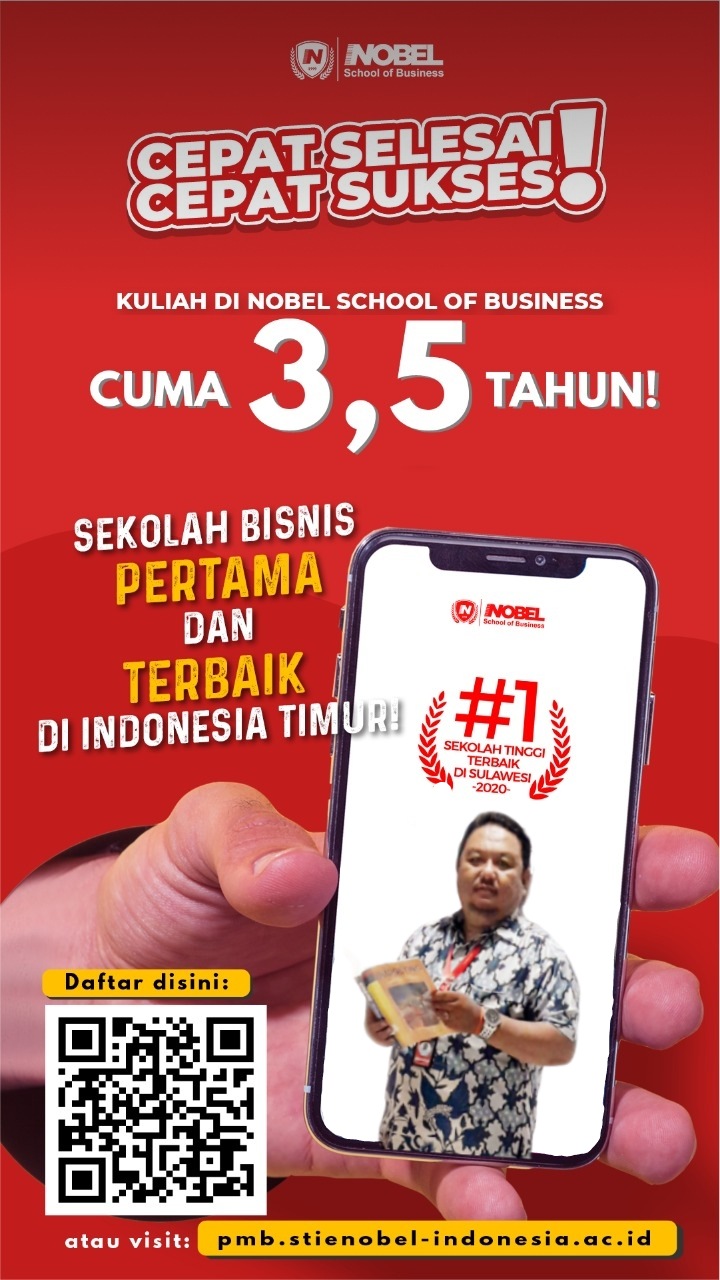 NOBEL
School of Business
CEPAT SELESAI
CEPAT SUKSES!
KULIAH DI NOBEL SCHOOL OF BUSINESS
CUMA 3,5 TAHUN!
SEKOLAH BISNIS
PERTAMA
DAN
TERBAIK
DI INDONESIA TIMUR!
NOBEL
School of Business
#1
SEKOLAH TINGGI
TERBAIK
DI SULAWESI
-2020-
Daftar disini:
atau visit: pmb.stienobel-indonesia.ac.id